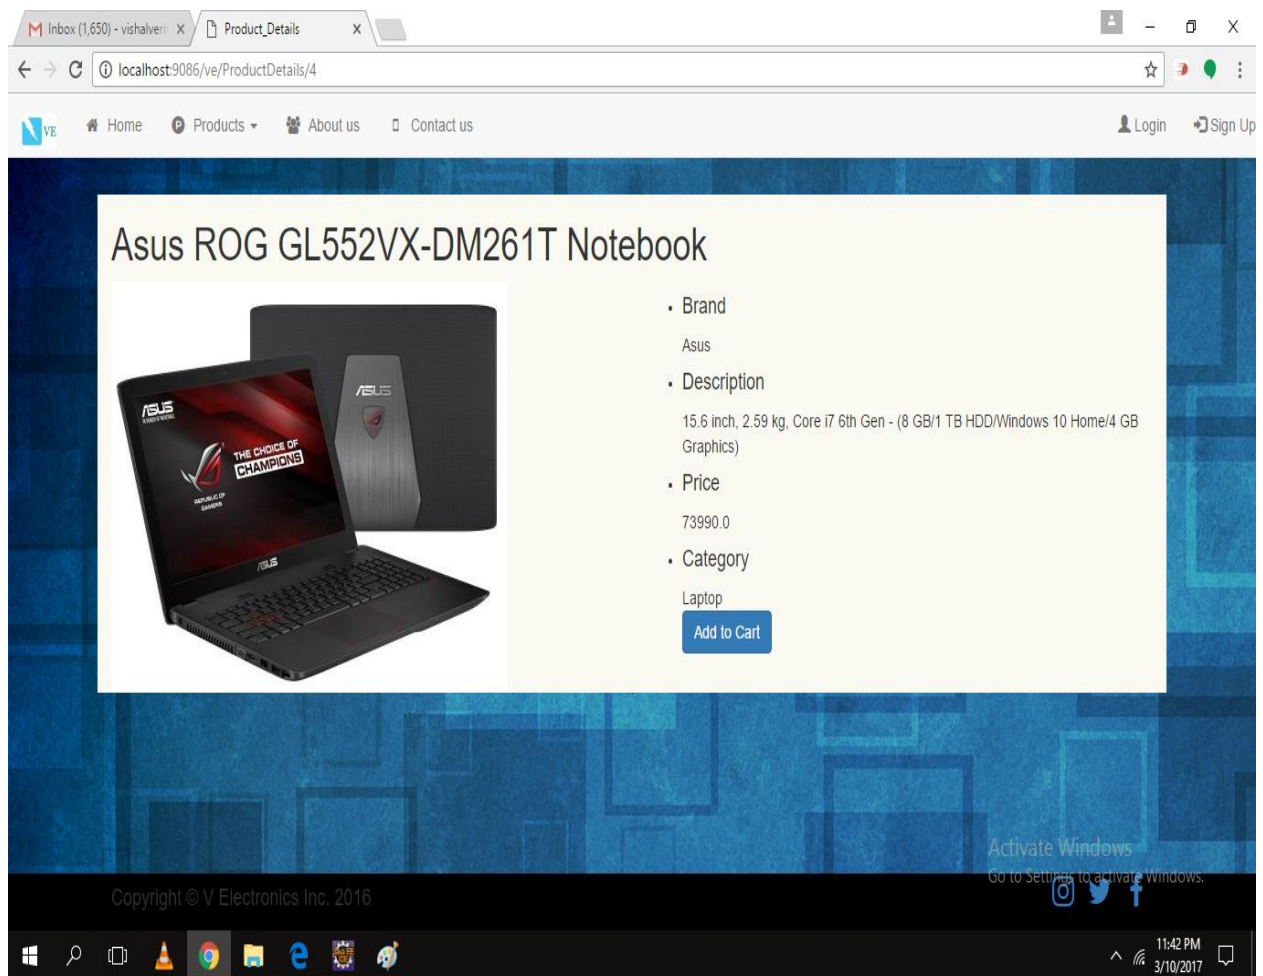 Inbox (1,650) - vishalverm
Product_Details
localhost:9086/ve/ProductDetails/4
VE
Home
Products
About us
Contact us
Login
Sign Up
Asus ROG GL552VX-DM261T Notebook
ASUS
ASUS
THE CHOICE OF
CHAMPIONS
REPUBLIC OF
GAMERS
ASUS
Brand
Asus
Description
15.6 inch, 2.59 kg, Core i7 6th Gen - (8 GB/1 TB HDD/Windows 10 Home/4 GB
Graphics)
Price
73990.0
Category
Laptop
Add to Cart
Activate Windows
Go to Settings to activate Windows.
Copyright © V Electronics Inc. 2016
11:42 PM
3/10/2017